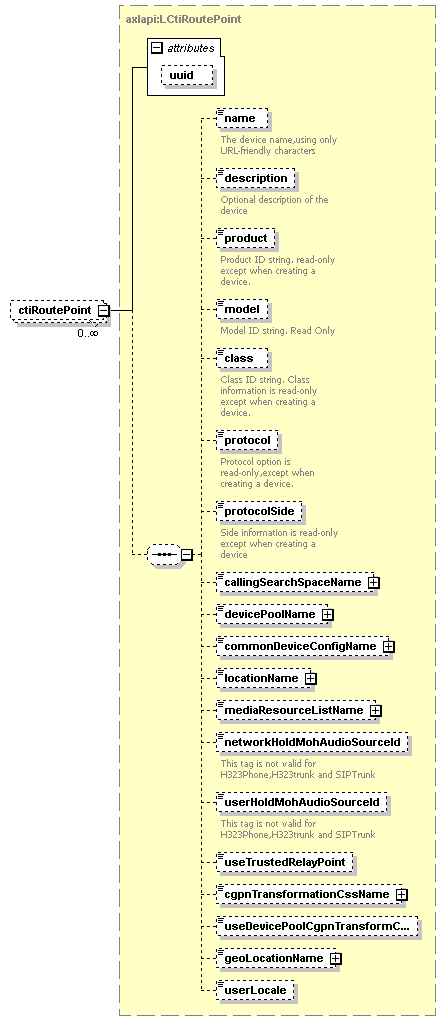 axlapi:LCtiRoutePoint
attributes
uuid
name
The device name,using only
URL-friendly characters
description
Optional description of the
device
product
Product ID string. read-only
except when creating a
device.
model
Model ID string. Read Only
class
Class ID string. Class
information is read-only
except when creating a
device.
ctiRoutePoint
0..∞
protocol
Protocol option is
read-only,except when
creating a device.
protocolSide
Side information is read-only
except when creating a
device
callingSearchSpaceName
devicePoolName
commonDeviceConfigName
locationName
mediaResourceListName
networkHoldMohAudioSourceId
This tag is not valid for
H323Phone,H323trunk and SIPTrunk
userHoldMohAudioSourceId
This tag is not valid for
H323Phone,H323trunk and SIPTrunk
useTrustedRelayPoint
cgpnTransformationCssName
useDevicePoolCgpnTransformC...
geoLocationName
userLocale